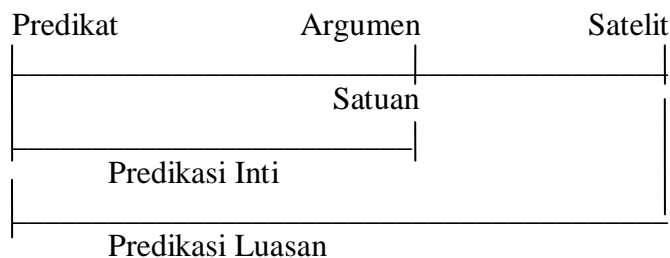 Predikat Argumen Satelit
Satuan
Predikasi Inti
Predikasi Luasan